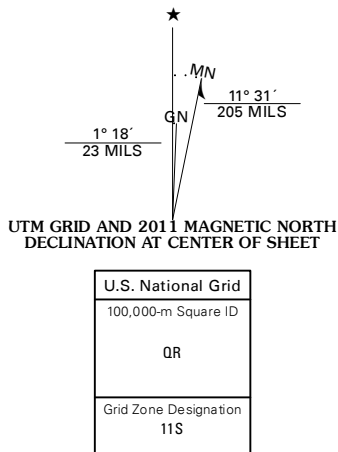 ★
MN
GN
11° 31´
205 MILS
1° 18´
23 MILS
UTM GRID AND 2011 MAGNETIC NORTH
DECLINATION AT CENTER OF SHEET
U.S. National Grid
100,000-m Square ID
QR
Grid Zone Designation
11S